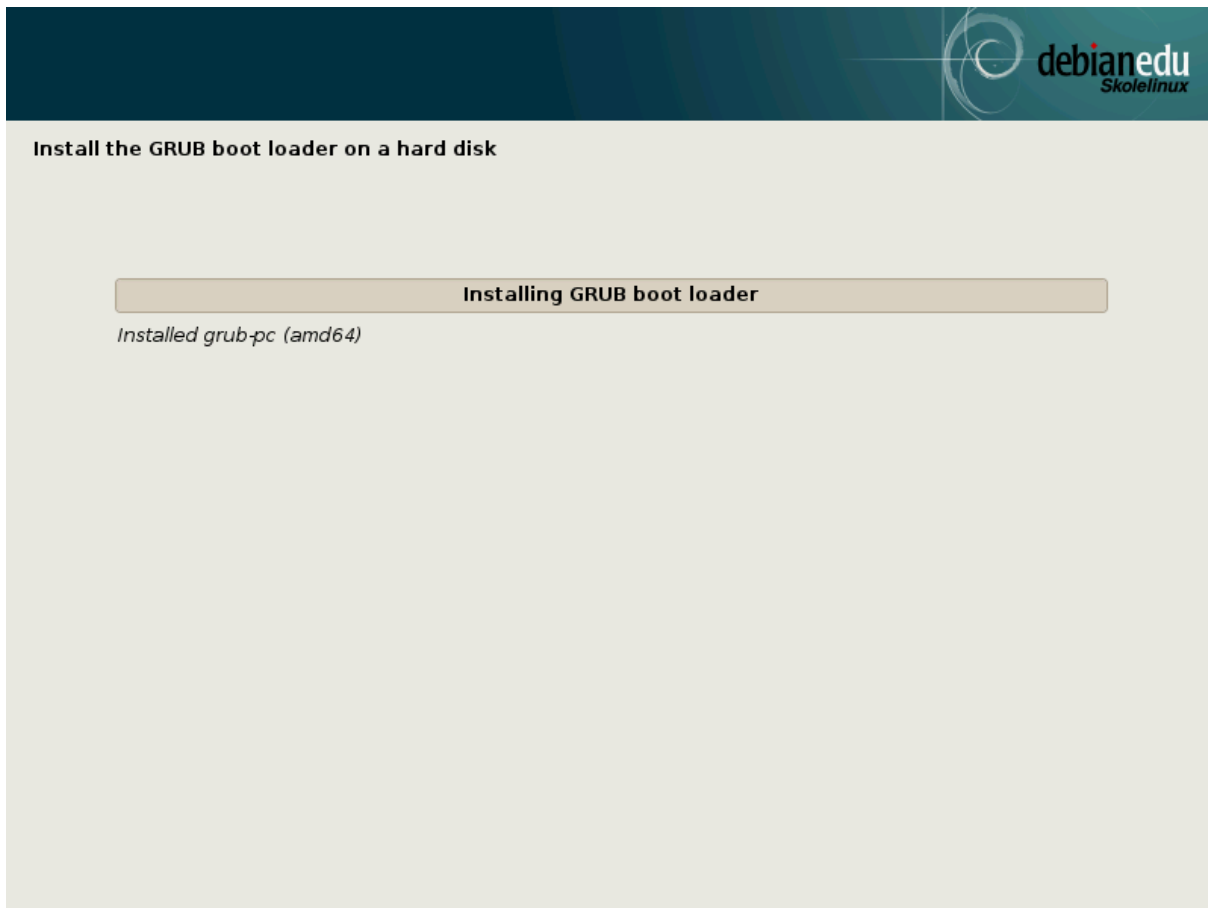 debianedu
Skolelinux
Install the GRUB boot loader on a hard disk
Installing GRUB boot loader
Installed grub-pc (amd64)